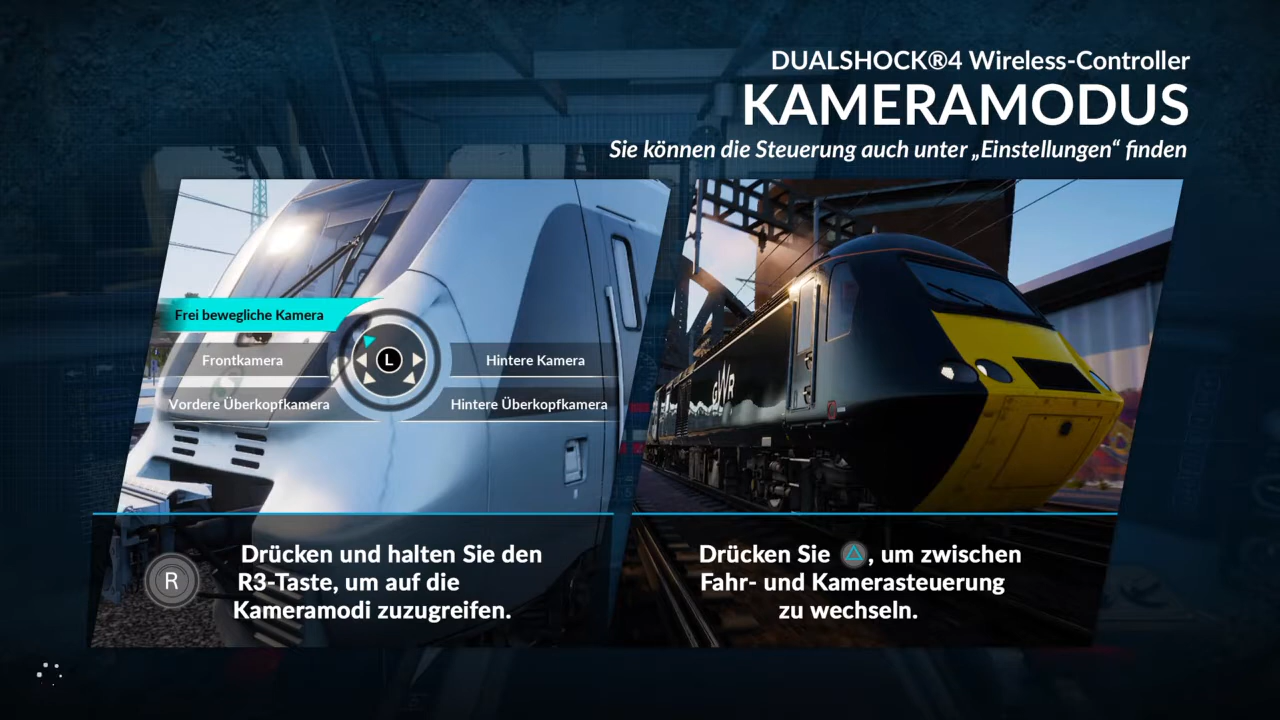 DUALSHOCK®4 Wireless-Controller
KAMERAMODUS
Sie können die Steuerung auch unter „Einstellungen“ finden
Frei bewegliche Kamera
Frontkamera
Vordere Überkopfkamera
L
Hintere Kamera
Hintere Überkopfkamera
GWR
R
Drücken und halten Sie den
R3-Taste, um auf die
Kameramodi zuzugreifen.
Drücken Sie , um zwischen
Fahr- und Kamerasteuerung
zu wechseln.